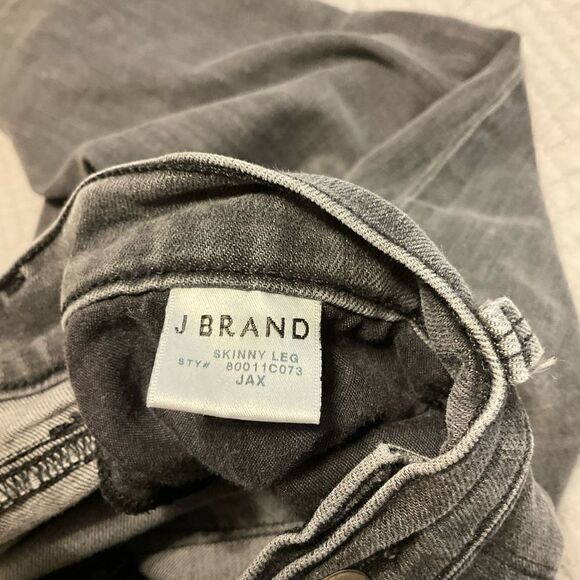 J BRAND
SKINNY LEG
STY# 80011C073
JAX